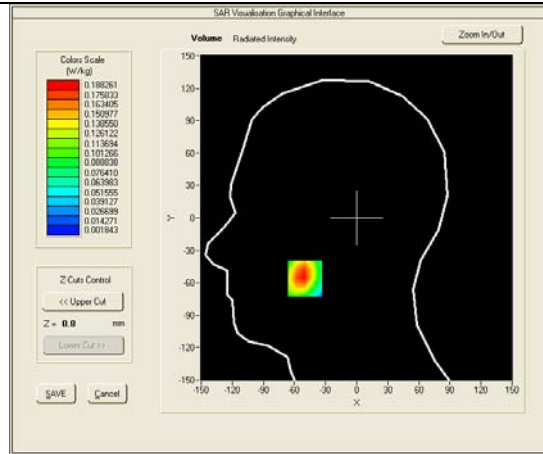 SAR Visualisation Graphical Interface
Volume Radiated Intensity
Zoom In/Out
Colors Scale
(W/kg)
0.188261
0.175833
0.163405
0.150977
0.138550
0.126122
0.113694
0.101266
0.088838
0.076410
0.063983
0.051555
0.039127
0.026699
0.014271
0.001843
Z-Cuts Control
<< Upper Cut
Z = 0.0 mm
Lower Cut >>
SAVE Cancel
150
120
90
60
30
0
-30
-60
-90
-120
-150
Y
-150 -120 -90 -60 -30 0 30 60 90 120 150
X